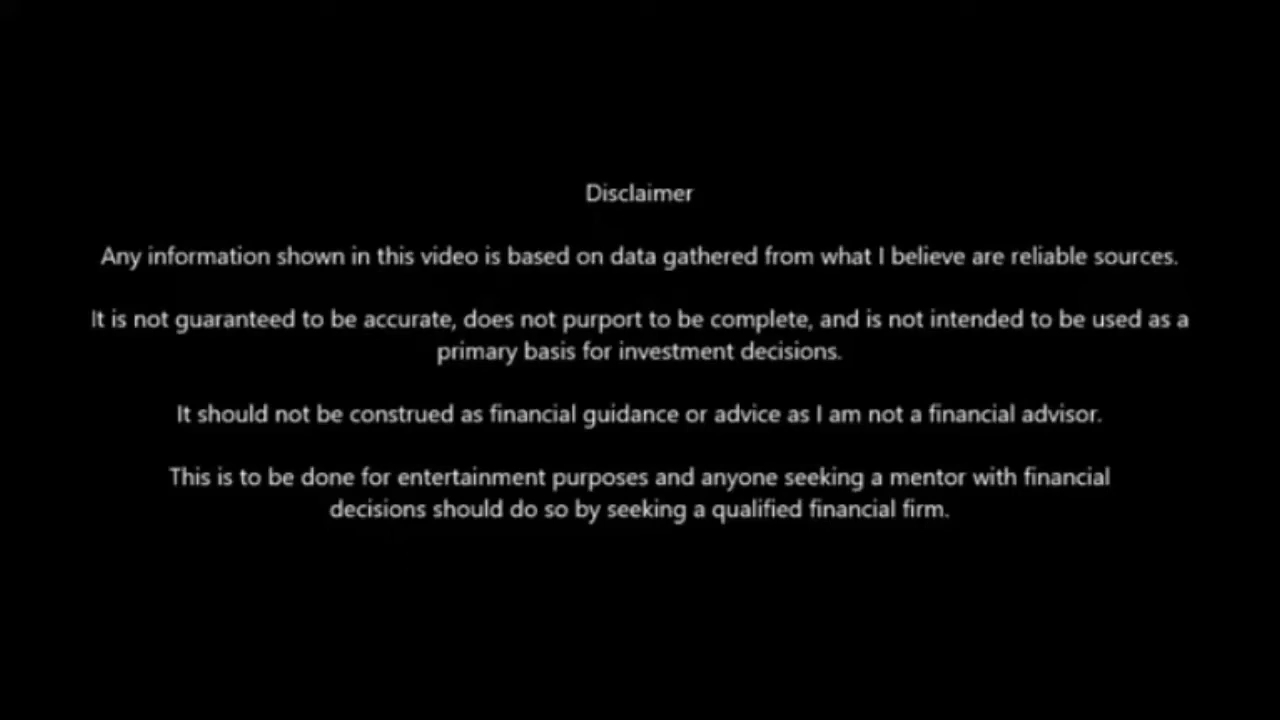 Disclaimer
Any information shown in this video is based on data gathered from what I believe are reliable sources.
It is not guaranteed to be accurate, does not purport to be complete, and is not intended to be used as a
primary basis for investment decisions.
It should not be construed as financial guidance or advice as I am not a financial advisor.
This is to be done for entertainment purposes and anyone seeking a mentor with financial
decisions should do so by seeking a qualified financial firm.